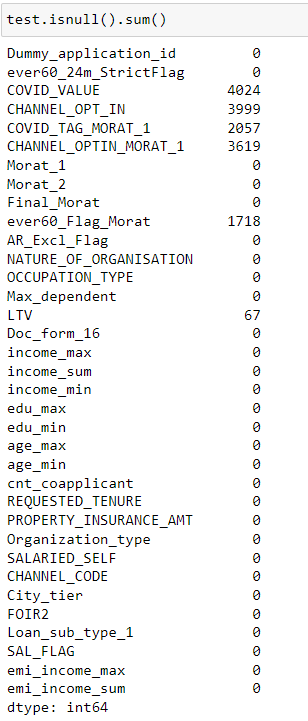 test.isnull().sum()
Dummy_application_id 0
ever60_24m_StrictFlag 0
COVID_VALUE 4024
CHANNEL_OPT_IN 3999
COVID_TAG_MORAT_1 2057
CHANNEL_OPTIN_MORAT_1 3619
Morat_1 0
Morat_2 0
Final_Morat 0
ever60_Flag_Morat 1718
AR_Excl_Flag 0
NATURE_OF_ORGANISATION 0
OCCUPATION_TYPE 0
Max_dependent 0
LTV 67
Doc_form_16 0
income_max 0
income_sum 0
income_min 0
edu_max 0
edu_min 0
age_max 0
age_min 0
cnt_coapplicant 0
REQUESTED_TENURE 0
PROPERTY_INSURANCE_AMT 0
Organization_type 0
SALARIED_SELF 0
CHANNEL_CODE 0
City_tier 0
FOIR2 0
Loan_sub_type_1 0
SAL_FLAG 0
emi_income_max 0
emi_income_sum 0
dtype: int64